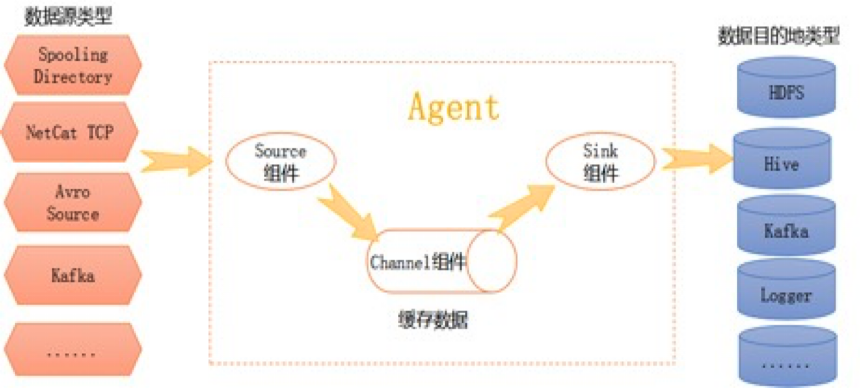 数据源类型
Spooling
Directory
NetCat TCP
Avro
Source
Kafka
......
Agent
Source
组件
Channel组件
缓存数据
Sink
组件
数据目的地类型
HDFS
Hive
Kafka
Logger
......